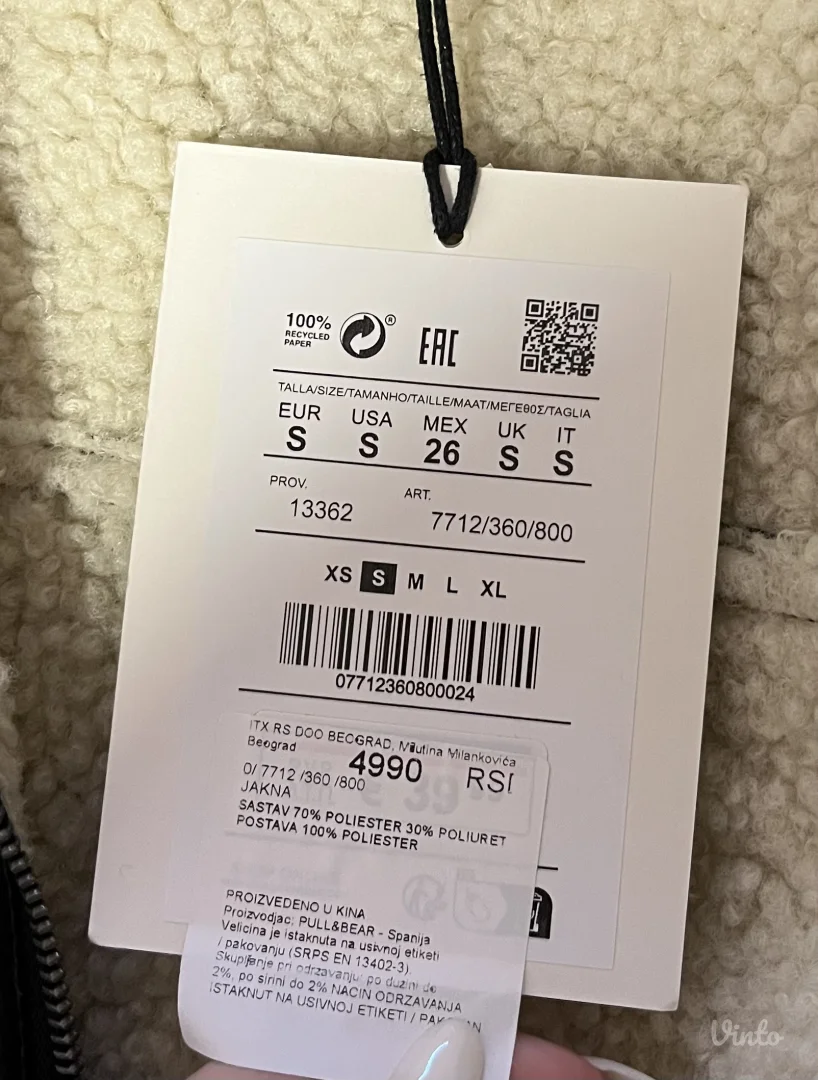 100%
RECYCLED
PAPER
®
EAC
TALLA/SIZE/TAMANHO/TAILLE/MAAT/ΜΕΓΕΘΟΣ/TAGLIA
EUR USA MEX UK IT
S S 26 S S
PROV. ART.
13362 7712/360/800
XS S M L XL
07712360800024
ITX RS DOO BEOGRAD, Milutina Milankovića
Beograd
4990 RSD
0/ 7712 /360 /800
39
JAKNA
SASTAV 70% POLIESTER 30% POLIURET
POSTAVA 100% POLIESTER
PROIZVEDENO U KINA
Proizvodjac: PULL&BEAR - Spanija
Velicina je istaknuta na usivnoj etiketi
/ pakovanju (SRPS EN 13402-3).
Skupljanje pri odrzavanju: po duzini do
2%, po sirini do 2% NACIN ODRZAVANJA
ISTAKNUT NA USIVNOJ ETIKETI /
Vinto